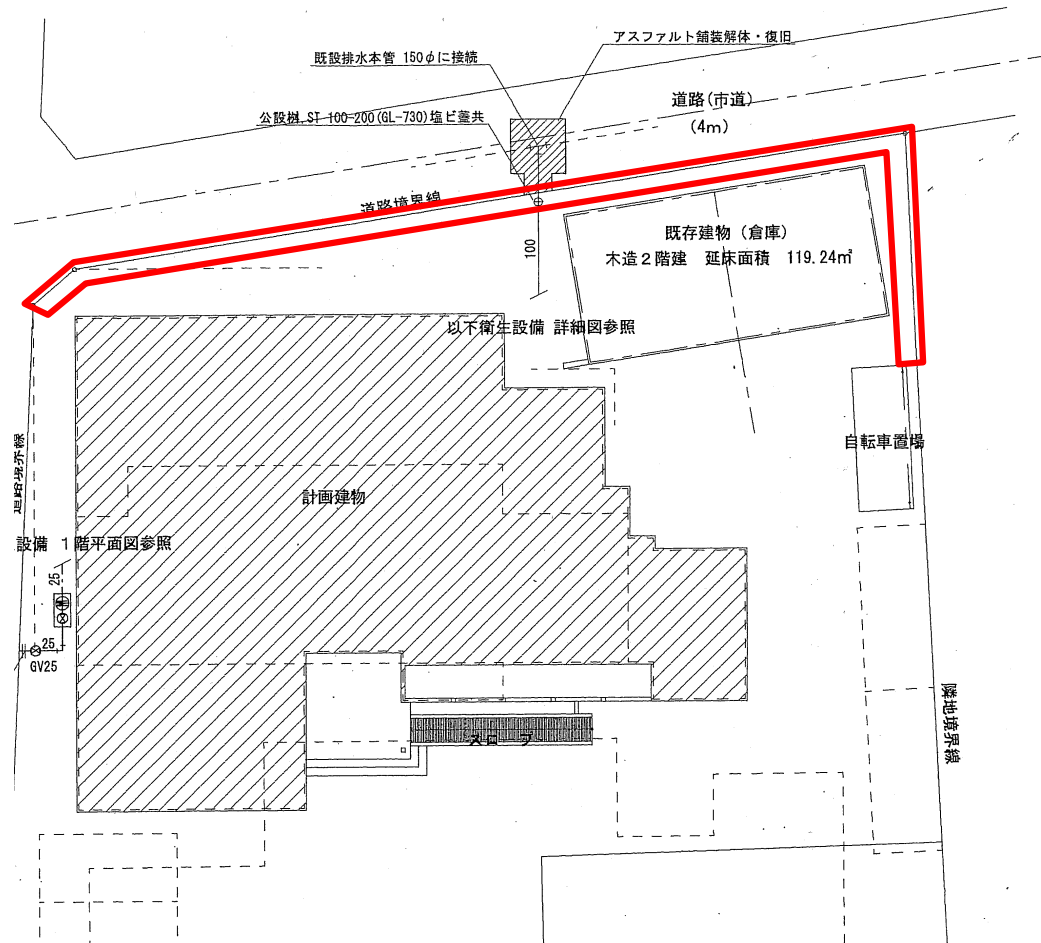 アスファルト舗装解体・復旧
既設排水本管 150φに接続
道路(市道)
(4m)
公設桝.ST 100-200(GL-730)塩ビ蓋共
道路境界線
既存建物（倉庫）
木造２階建 延床面積 119.24㎡
100
以下衛生設備 詳細図参照
自転車置場
道路境界線
計画建物
設備 １階平面図参照
25
25
GV25
隣地境界線
スロープ